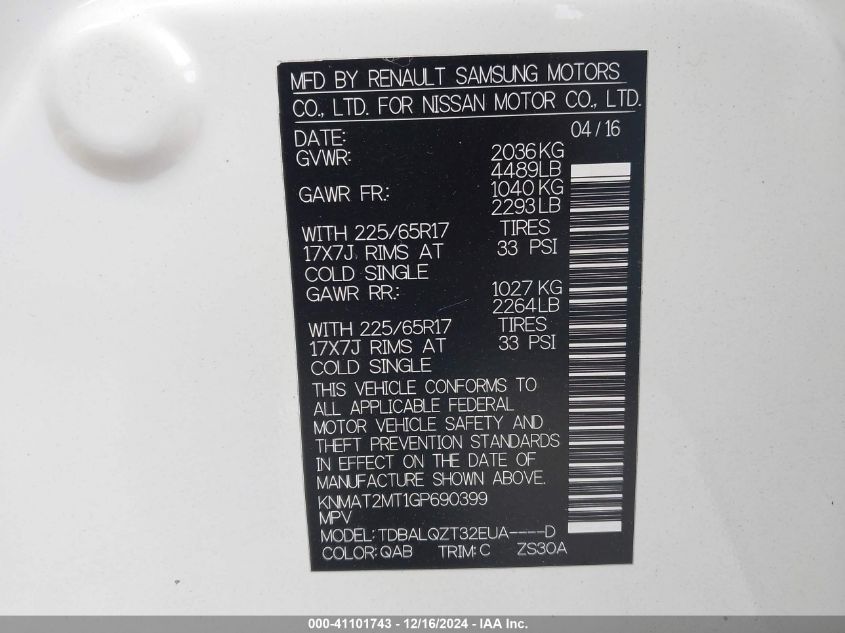 MFD BY RENAULT SAMSUNG MOTORS
CO., LTD. FOR NISSAN MOTOR CO., LTD.
DATE: 04/16
GVWR: 2036KG
4489LB
GAWR FR.: 1040KG
2293LB
WITH 225/65R17 TIRES
17X7J RIMS AT 33 PSI
COLD SINGLE
GAWR RR.: 1027KG
2264LB
WITH 225/65R17 TIRES
17X7J RIMS AT 33 PSI
COLD SINGLE
THIS VEHICLE CONFORMS TO
ALL APPLICABLE FEDERAL
MOTOR VEHICLE SAFETY AND
THEFT PREVENTION STANDARDS
IN EFFECT ON THE DATE OF
MANUFACTURE SHOWN ABOVE.
KNMAT2MT1GP690399
MPV
MODEL:TDBALQZT32EUA----D
COLOR:QAB TRIM:C ZS30A
000-41101743 - 12/16/2024 - IAA Inc.